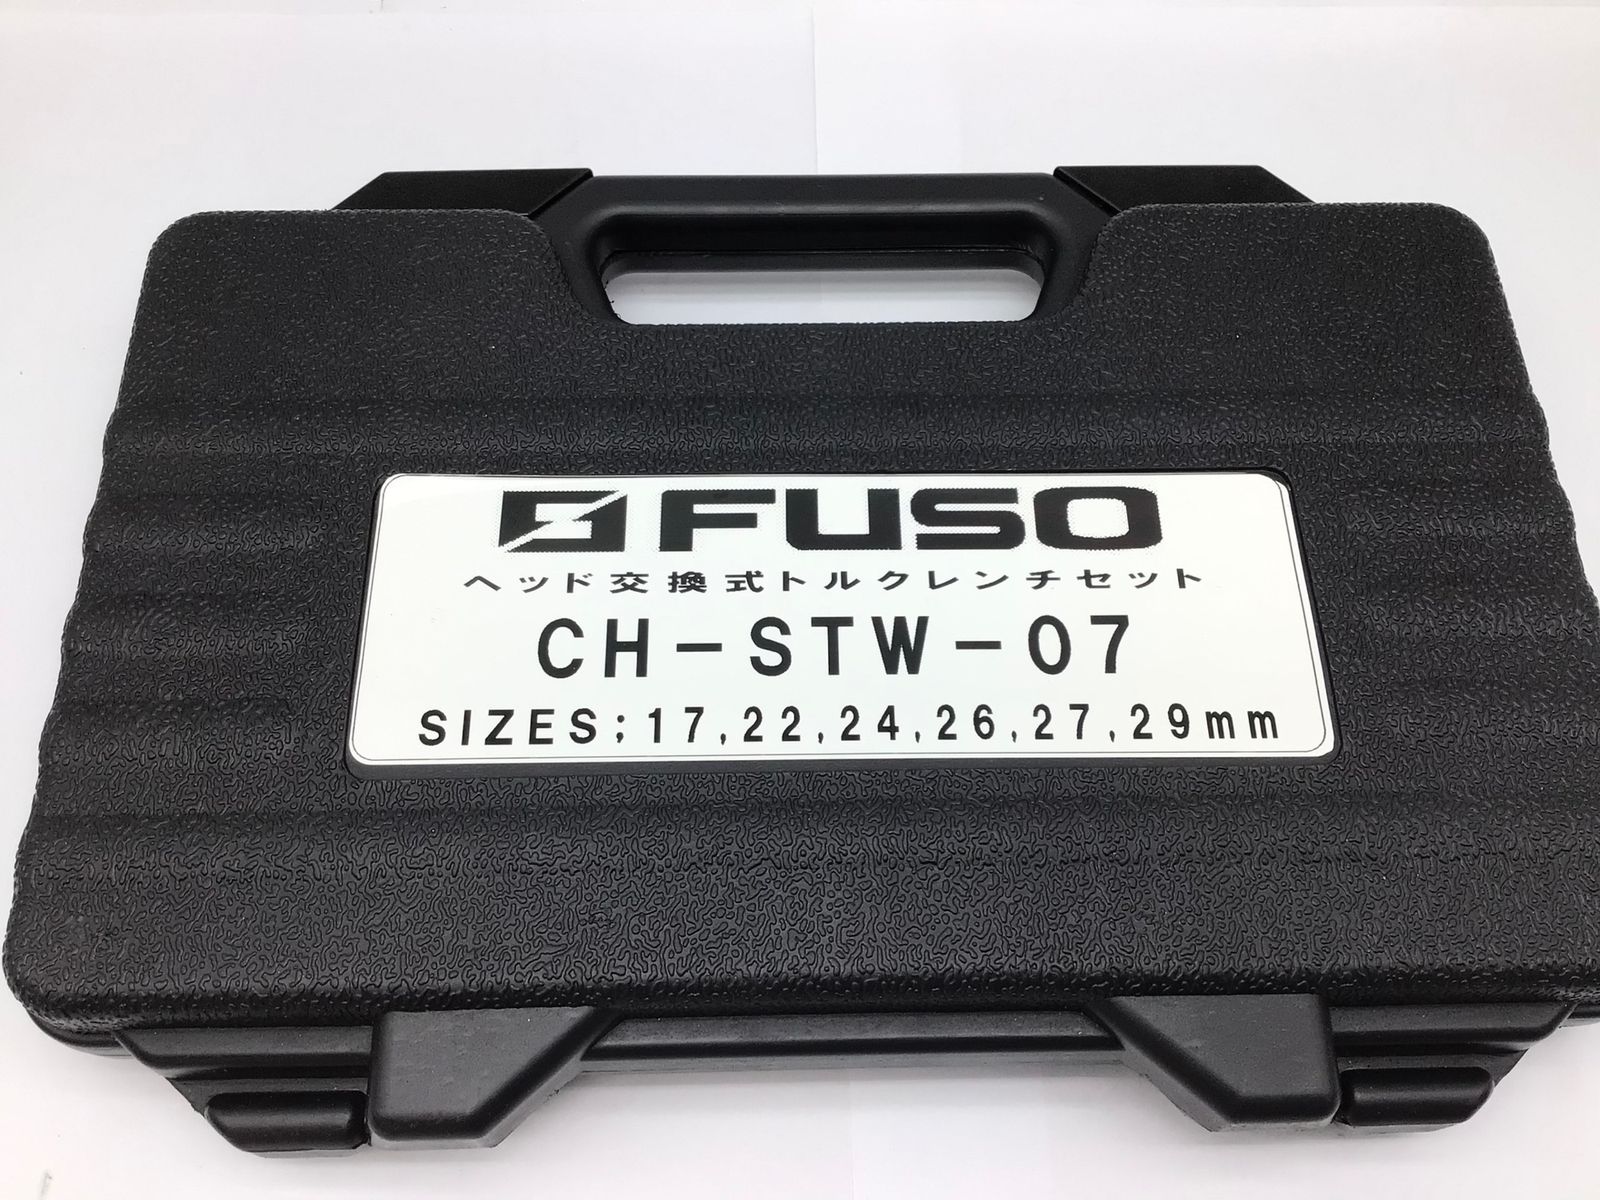 FUSO
ヘッド交換式トルクレンチセット
CH-STW-07
SIZES;17,22,24,26,27,29mm